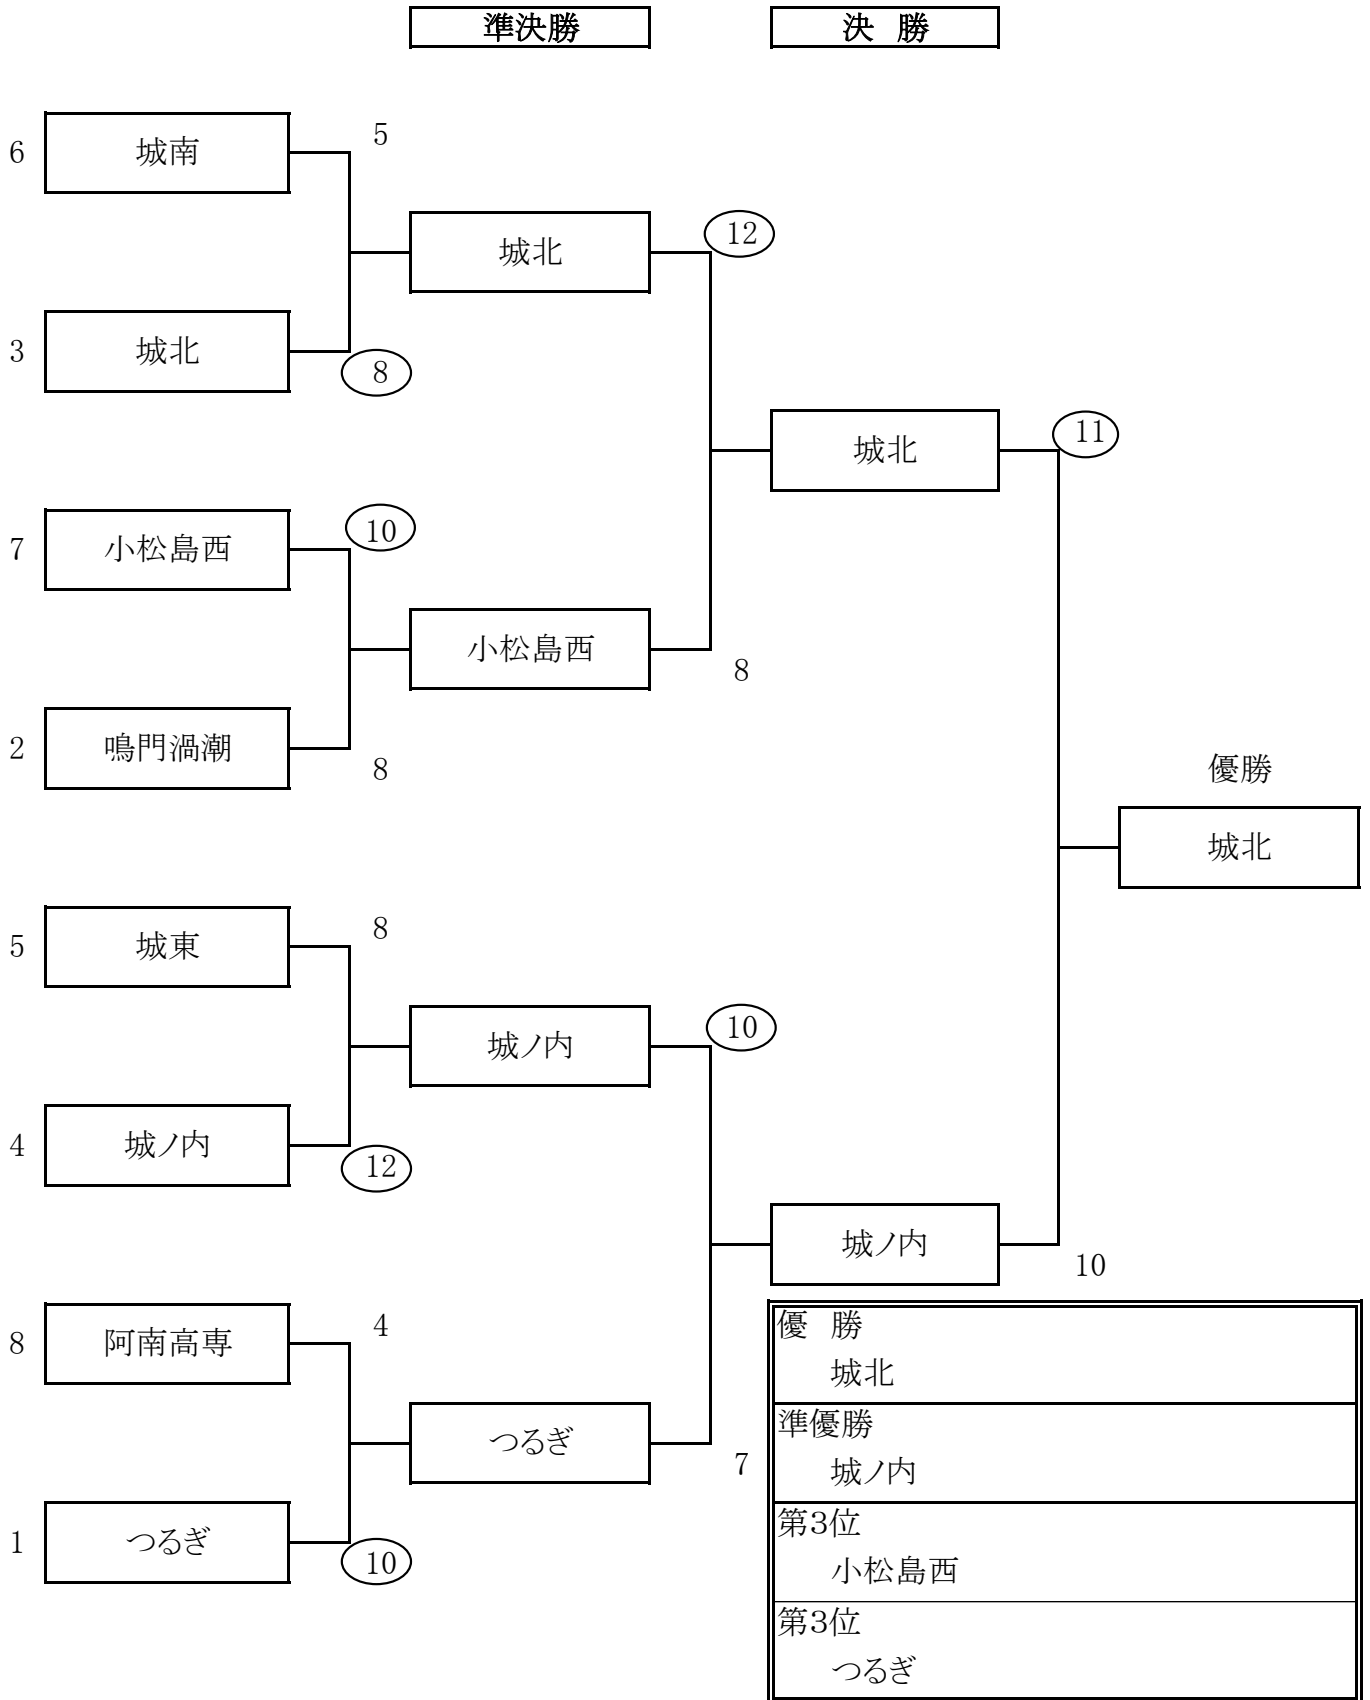 準決勝
決 勝
6 城南 5
城北 12
3 城北 8
城北 11
7 小松島西 10
小松島西 8
2 鳴門渦潮 8
優勝
城北
5 城東 8
城ノ内 10
4 城ノ内 12
城ノ内 10
8 阿南高専 4
つるぎ 7
1 つるぎ 10
優 勝
城北
準優勝
城ノ内
第3位
小松島西
第3位
つるぎ